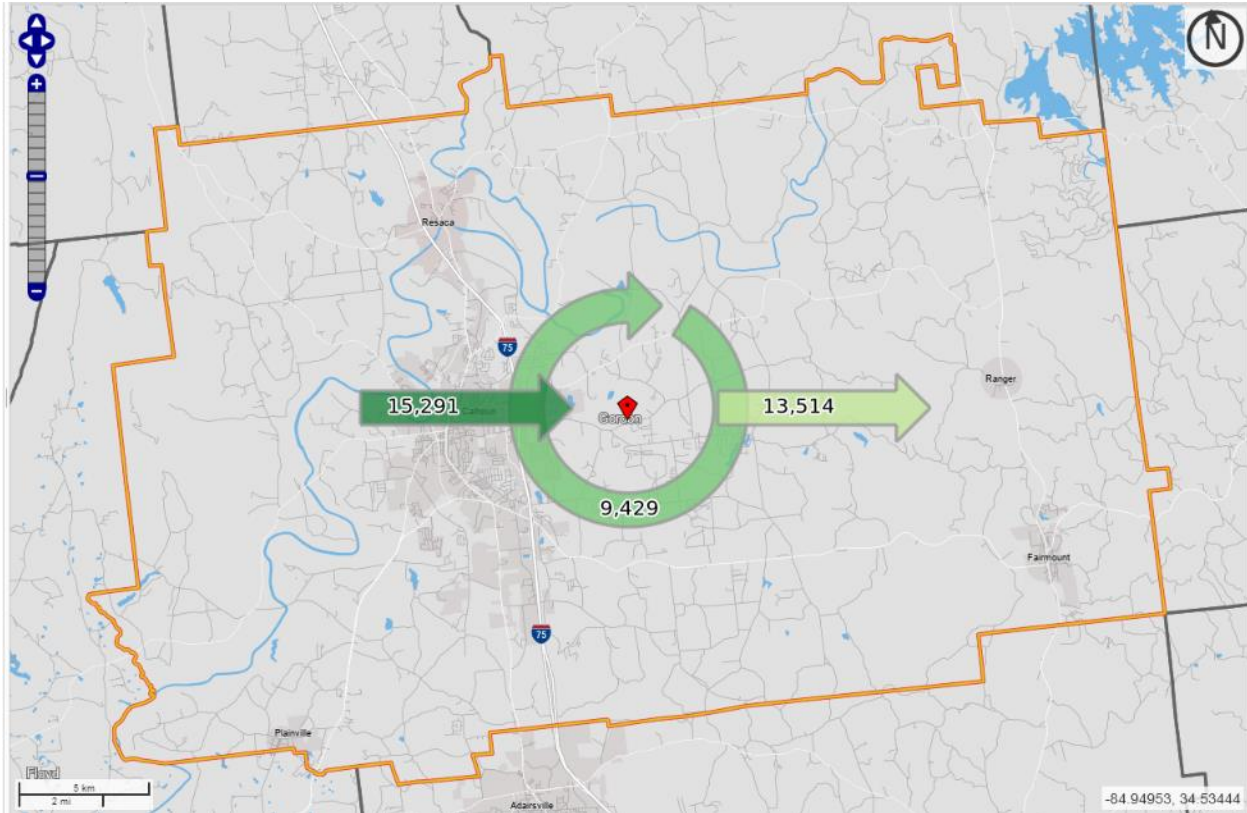 N
Resaca
75
Ranger
15,291
Calhoun
Gordon
13,514
9,429
Fairmount
75
Plainville
Floyd
5 km
2 mi
Adairsville
-84.94953, 34.53444